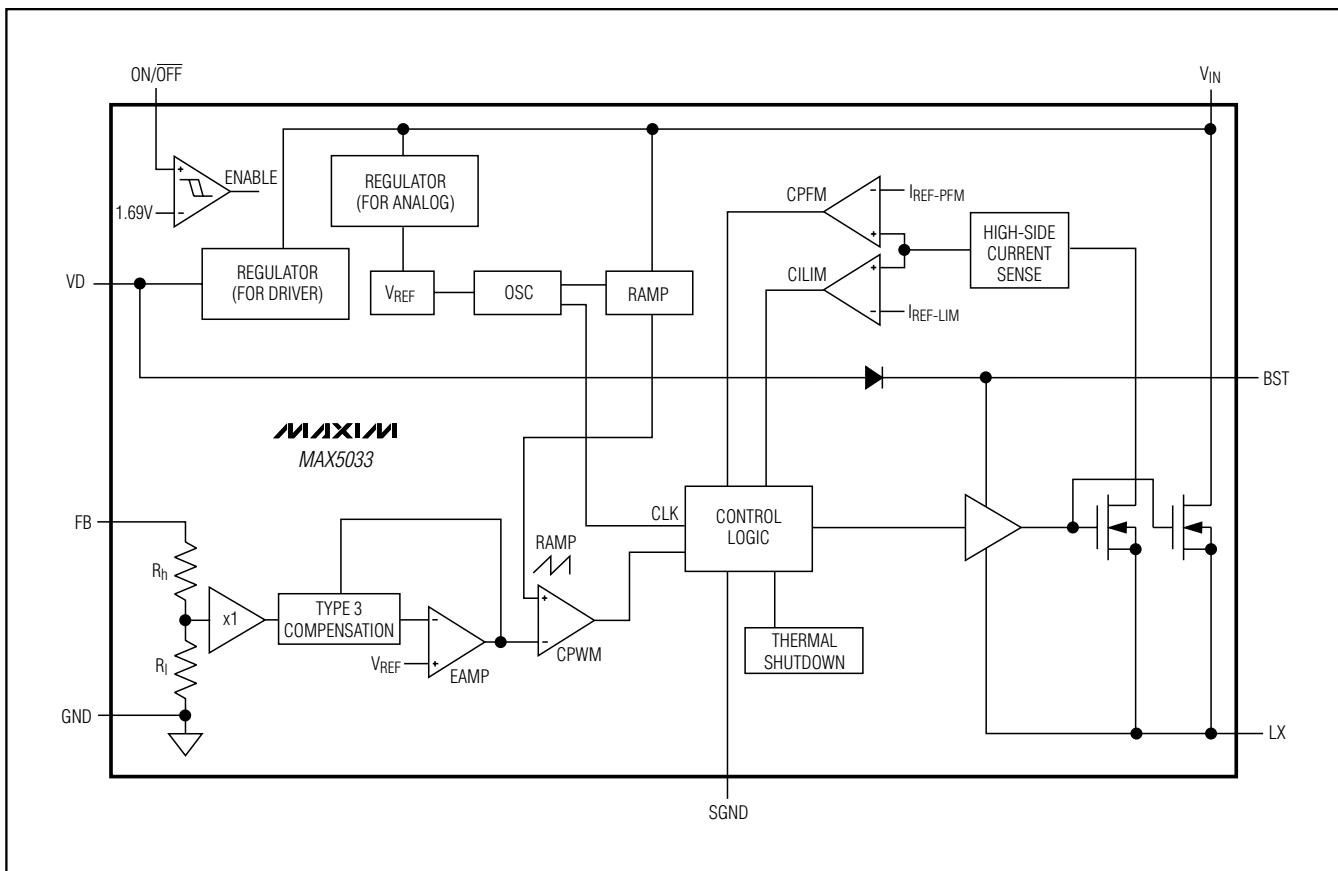 ON/OFF
VIN
ENABLE
1.69V
REGULATOR
(FOR ANALOG)
CPFM
IREF-PFM
HIGH-SIDE
CURRENT
SENSE
VD
REGULATOR
(FOR DRIVER)
VREF
OSC
RAMP
CILIM
IREF-LIM
BST
MAXIM
MAX5033
FB
Rh
x1
TYPE 3
COMPENSATION
RAMP
CLK
CONTROL
LOGIC
Rl
VREF
EAMP
CPWM
THERMAL
SHUTDOWN
GND
LX
SGND